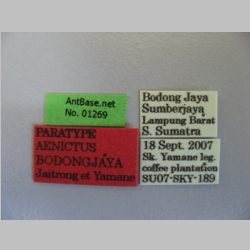 AntBase.net
No. 01269
PARATYPE
AENICTUS
BODONGJAYA
Jaitrong et Yamane
Bodong Jaya
Sumberjaya
Lampung Barat
S. Sumatra
18 Sept. 2007
Sk. Yamane leg.
coffee plantation
SU07-SKY-189